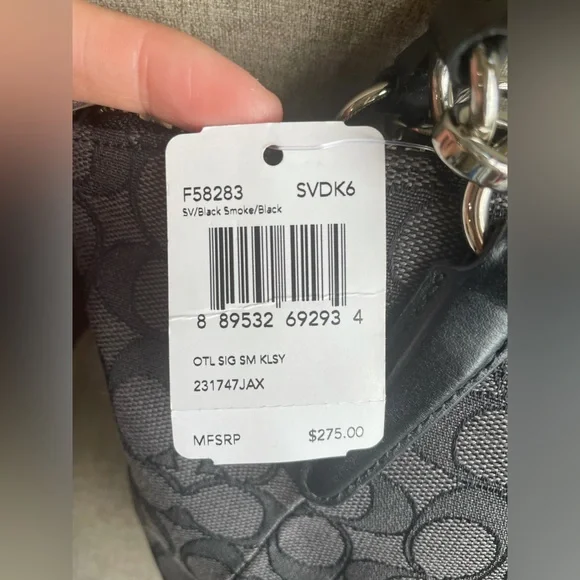 F58283 SVDK6
SV/Black Smoke/Black
8 89532 69293 4
OTL SIG SM KLSY
231747JAX
MFSRP $275.00